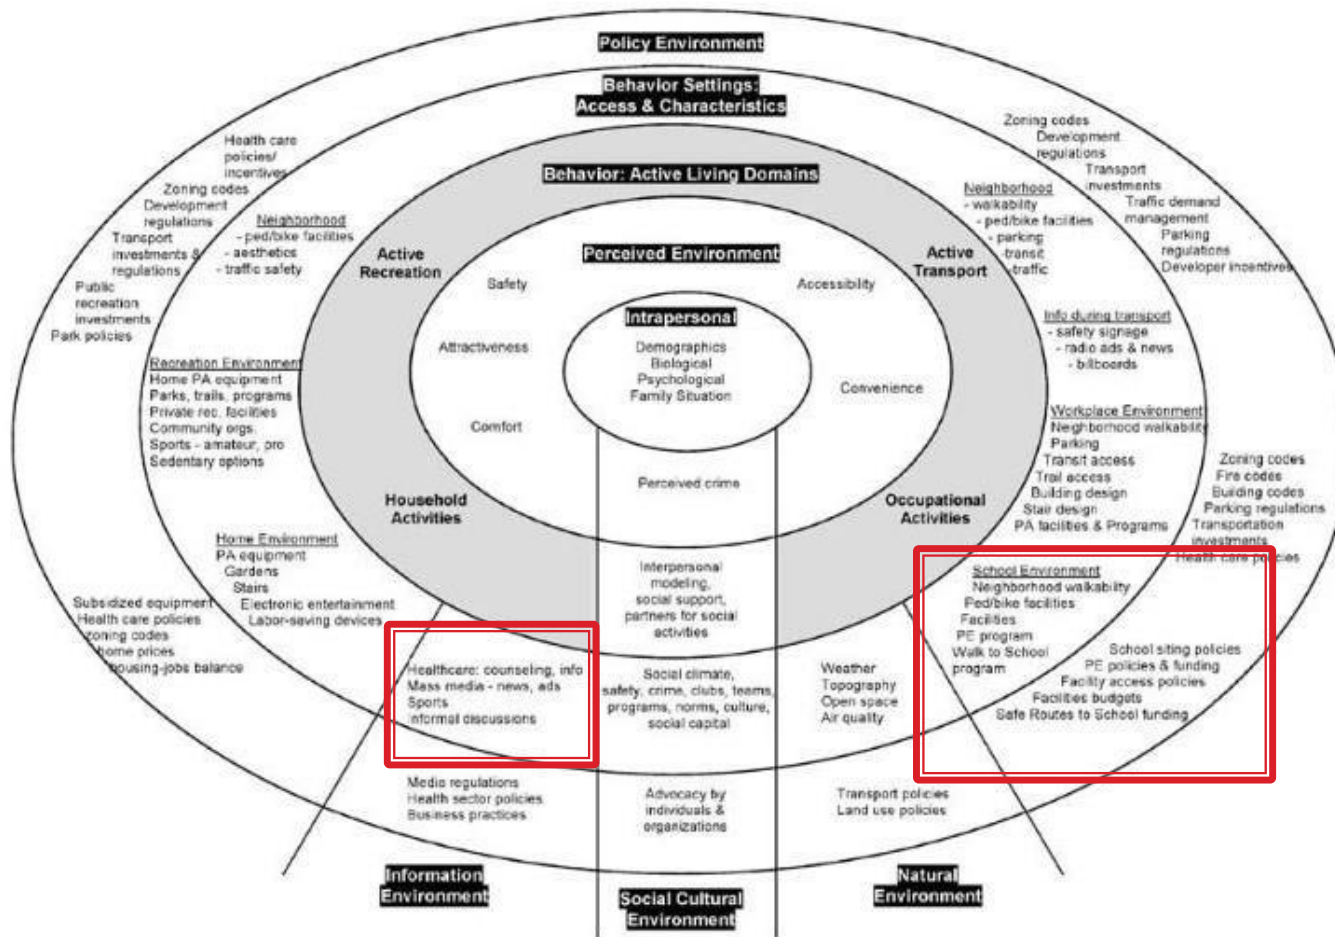 Policy Environment
Behavior Settings:
Access & Characteristics
Behavior: Active Living Domains
Perceived Environment
Intrapersonal
Demographics
Biological
Psychological
Family Situation
Safety
Accessibility
Attractiveness
Convenience
Comfort
Perceived crime
Active
Recreation
Active
Transport
Household
Activities
Occupational
Activities
Health care
policies/
incentives
Zoning codes
Development
regulations
Transport
investments &
regulations
Public
recreation
investments
Park policies
Neighborhood
- ped/bike facilities
- aesthetics
- traffic safety
Recreation Environment
Home PA equipment
Parks, trails, programs
Private rec. facilities
Community orgs.
Sports - amateur, pro
Sedentary options
Home Environment
PA equipment
Gardens
Stairs
Electronic entertainment
Labor-saving devices
Subsidized equipment
Health care policies
zoning codes
home prices
housing-jobs balance
Zoning codes
Development
regulations
Transport
investments
Traffic demand
management
Parking
regulations
Developer incentives
Neighborhood
- walkability
- ped/bike facilities
- parking
-transit
-traffic
Info during transport
- safety signage
- radio ads & news
- billboards
Workplace Environment
Neighborhood walkability
Parking
Transit access
Trail access
Building design
Stair design
PA facilities & Programs
Zoning codes
Fire codes
Building codes
Parking regulations
Transportation
investments
Health care policies
School Environment
Neighborhood walkability
Ped/bike facilities
Facilities
PE program
Walk to School
program
School siting policies
PE policies & funding
Facility access policies
Facilities budgets
Safe Routes to School funding
Healthcare: counseling, info
Mass media - news, ads
Sports
Informal discussions
Interpersonal
modeling,
social support,
partners for social
activities
Social climate,
safety, crime, clubs, teams,
programs, norms, culture,
social capital
Weather
Topography
Open space
Air quality
Media regulations
Health sector policies
Business practices
Advocacy by
individuals &
organizations
Transport policies
Land use policies
Information
Environment
Social Cultural
Environment
Natural
Environment